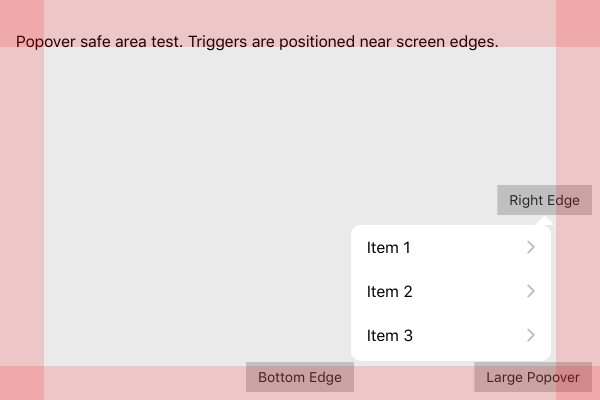 Popover safe area test. Triggers are positioned near screen edges.
Right Edge
Item 1
Item 2
Item 3
Bottom Edge
Large Popover